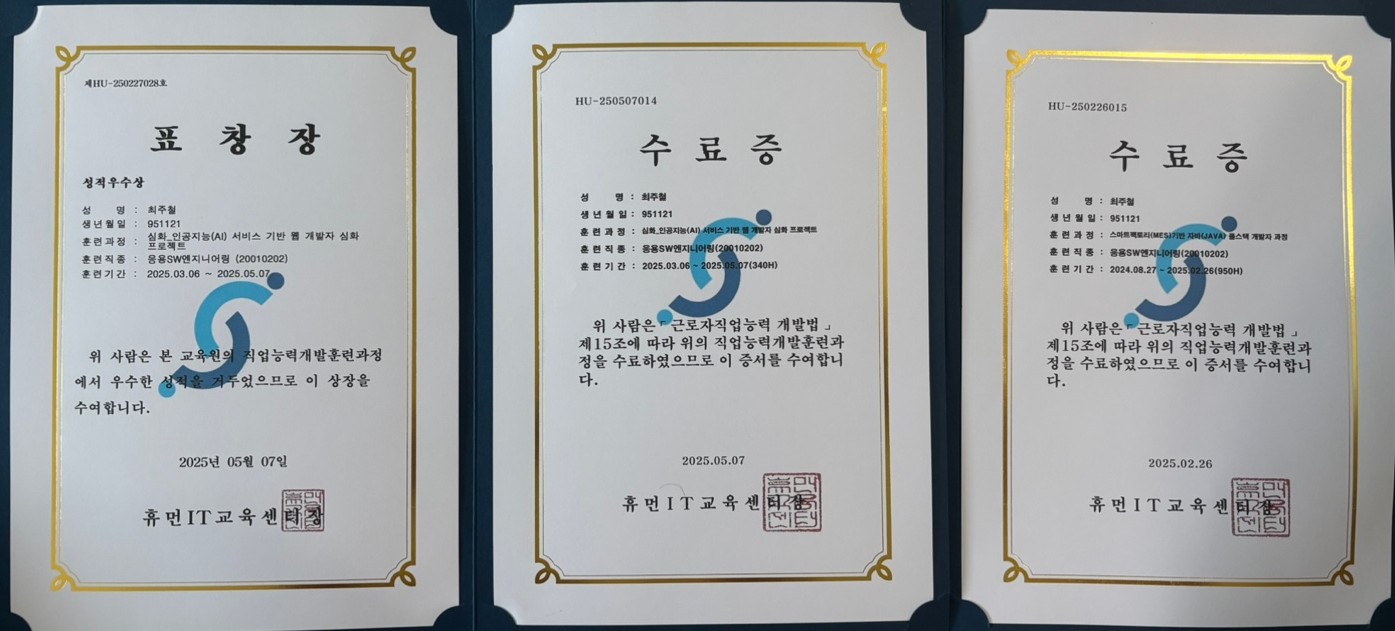 제HU-250227028호
표 창 장
성적우수상
성 명 : 최주철
생년월일 : 951121
훈련과정 : 심화_인공지능(AI) 서비스 기반 웹 개발자 심화
프로젝트
훈련직종 : 응용SW엔지니어링 (20010202)
훈련기간 : 2025.03.06 ~ 2025.05.07
위 사람은 본 교육원의 직업능력개발훈련과정
에서 우수한 성적을 거두었으므로 이 상장을
수여합니다.
2025년 05월 07일
휴먼IT교육센터장
HU-250507014
수 료 증
성 명 : 최주철
생년월일 : 951121
훈련과정 : 심화_인공지능(AI) 서비스 기반 웹 개발자 심화 프로젝트
훈련직종 : 응용SW엔지니어링(20010202)
훈련기간 : 2025.03.06 ~ 2025.05.07(340H)
위 사람은「 근로자직업능력 개발법 」
제15조에 따라 위의 직업능력개발훈련과
정을 수료하였으므로 이 증서를 수여합니
다.
2025.05.07
휴먼IT교육센터장
HU-250226015
수 료 증
성 명 : 최주철
생년월일 : 951121
훈련과정 : 스마트팩토리(MES)기반 자바(JAVA) 풀스택 개발자 과정
훈련직종 : 응용SW엔지니어링(20010202)
훈련기간 : 2024.08.27 ~ 2025.02.26(950H)
위 사람은「 근로자직업능력 개발법 」
제15조에 따라 위의 직업능력개발훈련과
정을 수료하였으므로 이 증서를 수여합니
다.
2025.02.26
휴먼IT교육센터장